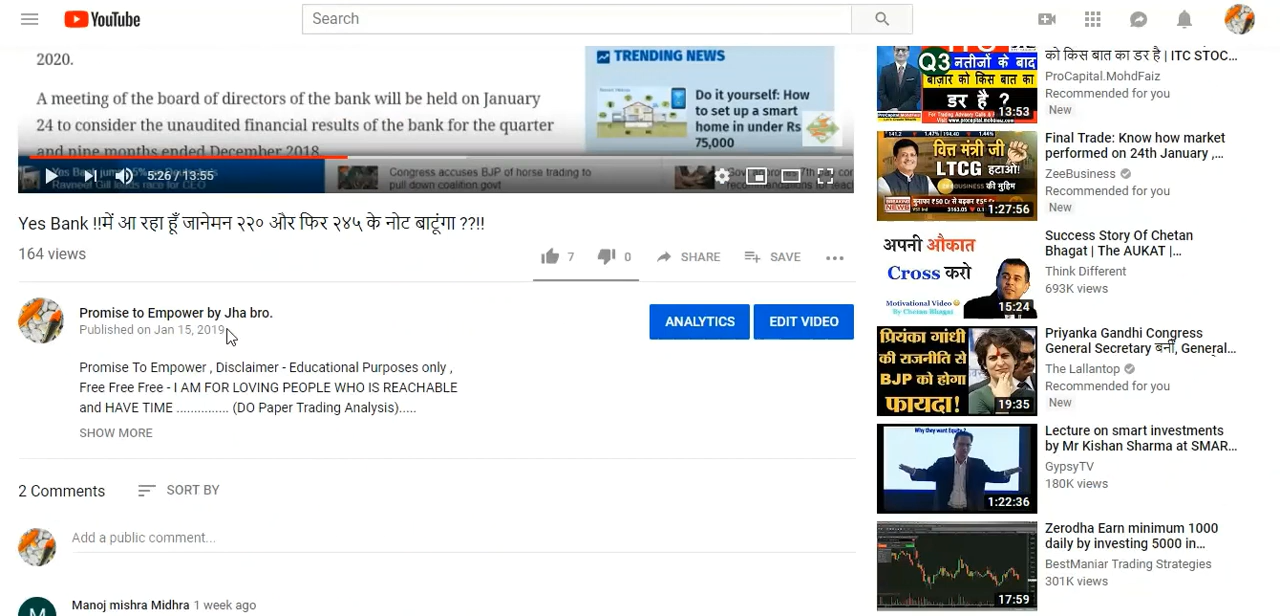 YouTube
Search
2020.
A meeting of the board of directors of the bank will be held on January
24 to consider the unaudited financial results of the bank for the quarter
and nine months ended December 2018
TRENDING NEWS
Do it yourself: How
to set up a smart
home in under Rs
75,000
Ravneet Gill
Congress accuses BJP of horse trading to
pull down coalition govt
5:26 / 13:55
Yes Bank !!में आ रहा हूँ जानेमन २२० और फिर २४५ के नोट बाटूंगा ??!!
164 views
7
0
SHARE
SAVE
Promise to Empower by Jha bro.
Published on Jan 15, 2019
ANALYTICS
EDIT VIDEO
Promise To Empower , Disclaimer - Educational Purposes only ,
Free Free Free - I AM FOR LOVING PEOPLE WHO IS REACHABLE
and HAVE TIME .............. (DO Paper Trading Analysis).....
SHOW MORE
2 Comments
SORT BY
Add a public comment...
M
Manoj mishra Midhra 1 week ago
Q3 नतीजों के बाद
बाज़ार को किस बात का
डर है ?
13:53
को किस बात का डर है | ITC STOC...
ProCapital.MohdFaiz
Recommended for you
New
वित्त मंत्री जी
LTCG
हटाओ!
की मुहिम
1:27:56
Final Trade: Know how market
performed on 24th January ,...
ZeeBusiness
Recommended for you
New
अपनी औकात
Cross करो
Motivational Video
By Chetan Bhagat
15:24
Success Story Of Chetan
Bhagat | The AUKAT |...
Think Different
693K views
प्रियंका गांधी
की राजनीति से
BJP को होगा
फायदा!
19:35
Priyanka Gandhi Congress
General Secretary बनीं, General...
The Lallantop
Recommended for you
New
Why they want Equity ?
1:22:36
Lecture on smart investments
by Mr Kishan Sharma at SMAR...
GypsyTV
180K views
17:59
Zerodha Earn minimum 1000
daily by investing 5000 in...
BestManiar Trading Strategies
301K views